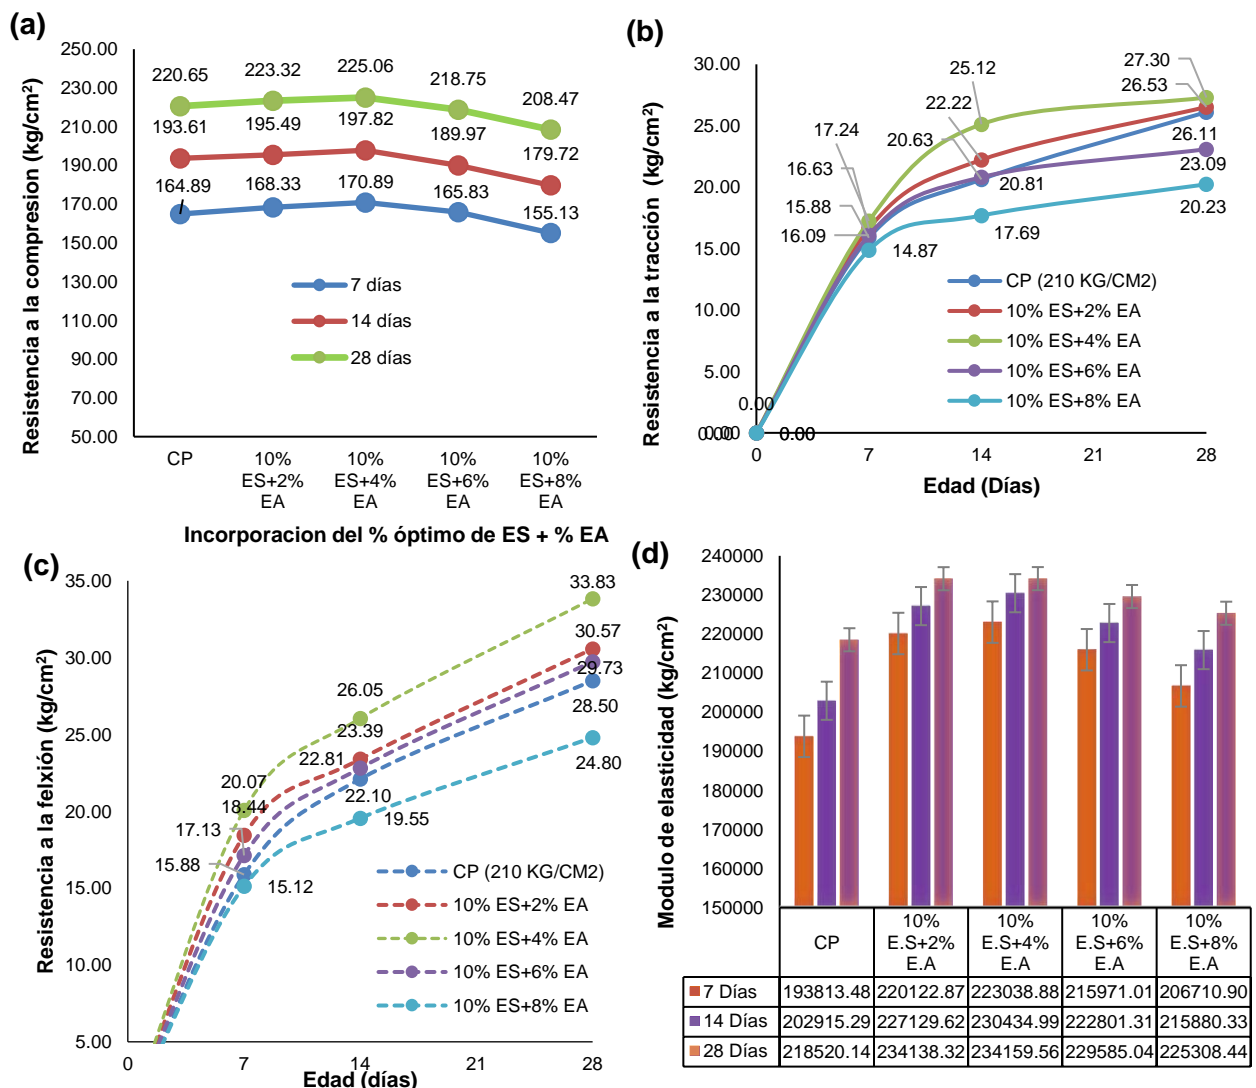 (a)
Resistencia a la compresion (kg/cm²)
250.00
230.00
210.00
190.00
170.00
150.00
130.00
110.00
90.00
70.00
50.00
220.65
223.32
225.06
218.75
208.47
193.61
195.49
197.82
189.97
179.72
164.89
168.33
170.89
165.83
155.13
7 días
14 días
28 días
CP
10%
ES+2%
EA
10%
ES+4%
EA
10%
ES+6%
EA
10%
ES+8%
EA
Incorporacion del % óptimo de ES + % EA
(b)
Resistencia a la tracción (kg/cm²)
30.00
25.00
20.00
15.00
10.00
5.00
0.00
27.30
26.53
25.12
22.22
17.24
20.63
16.63
15.88
16.09
26.11
23.09
20.81
20.23
17.69
14.87
CP (210 KG/CM2)
10% ES+2% EA
10% ES+4% EA
10% ES+6% EA
10% ES+8% EA
0.00
0.00
0.00
0
7
14
21
28
Edad (Días)
(c)
Resistencia a la felxión (kg/cm²)
35.00
30.00
25.00
20.00
15.00
10.00
5.00
33.83
30.57
29.73
28.50
24.80
26.05
23.39
22.81
22.10
19.55
20.07
18.44
17.13
15.88
15.12
CP (210 KG/CM2)
10% ES+2% EA
10% ES+4% EA
10% ES+6% EA
10% ES+8% EA
0
7
14
21
28
Edad (días)
(d)
Modulo de elasticidad (kg/cm²)
240000
230000
220000
210000
200000
190000
180000
170000
160000
150000
CP
10%
E.S+2%
E.A
10%
E.S+4%
E.A
10%
E.S+6%
E.A
10%
E.S+8%
E.A
7 Días 193813.48 220122.87 223038.88 215971.01 206710.90
14 Días 202915.29 227129.62 230434.99 222801.31 215880.33
28 Días 218520.14 234138.32 234159.56 229585.04 225308.44